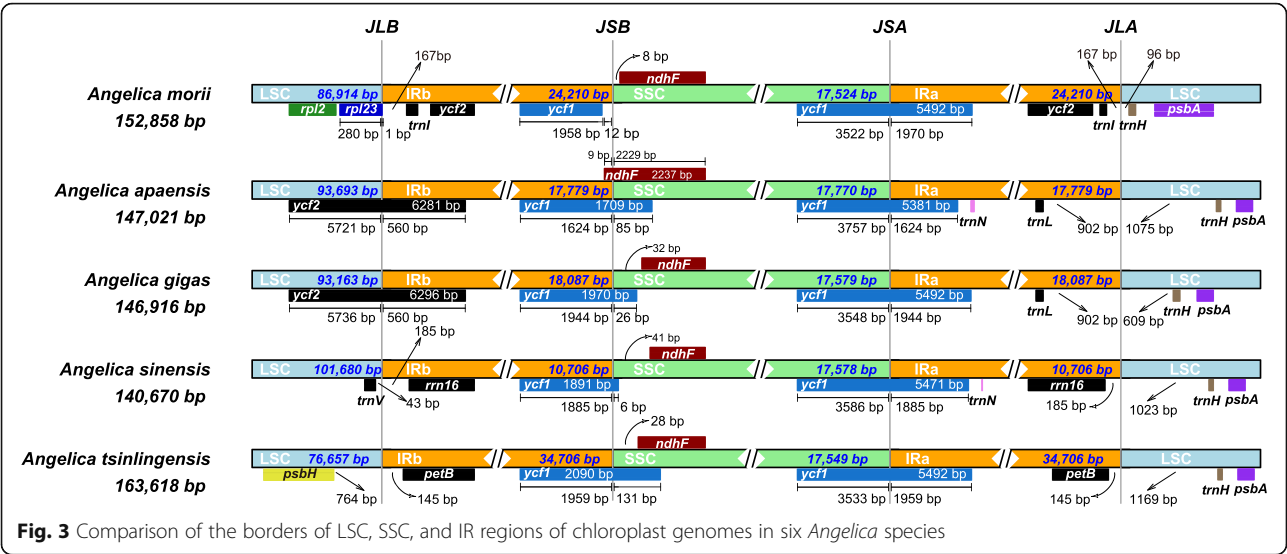 JLB JSB JSA JLA
167bp 8 bp 167 bp 96 bp
ndhF
Angelica morii LSC 86,914 bp IRb 24,210 bp SSC 17,524 bp IRa 24,210 bp LSC
rpl2 rpl23 ycf2 ycf1 ycf1 5492 bp ycf2 psbA
152,858 bp trnI trnI trnH
280 bp 1 bp 1958 bp 12 bp 3522 bp 1970 bp
9 bp 2229 bp
ndhF 2237 bp
Angelica apaensis LSC 93,693 bp IRb 17,779 bp SSC 17,770 bp IRa 17,779 bp LSC
ycf2 6281 bp ycf1 1709 bp ycf1 5381 bp
147,021 bp 5721 bp 560 bp 1624 bp 85 bp 3757 bp 1624 bp trnN trnL 902 bp 1075 bp trnH psbA
32 bp
ndhF
Angelica gigas LSC 93,163 bp IRb 18,087 bp SSC 17,579 bp IRa 18,087 bp LSC
ycf2 6296 bp ycf1 1970 bp ycf1 5492 bp
146,916 bp 5736 bp 560 bp 1944 bp 26 bp 3548 bp 1944 bp trnL 902 bp 609 bp trnH psbA
185 bp
41 bp
ndhF
Angelica sinensis LSC 101,680 bp IRb 10,706 bp SSC 17,578 bp IRa 10,706 bp LSC
rrn16 ycf1 1891 bp ycf1 5471 bp rrn16
140,670 bp trnV 43 bp 1885 bp 6 bp 3586 bp 1885 bp trnN 185 bp 1023 bp trnH psbA
28 bp
ndhF
Angelica tsinlingensis LSC 76,657 bp IRb 34,706 bp SSC 17,549 bp IRa 34,706 bp LSC
psbH petB ycf1 2090 bp ycf1 5492 bp petB
163,618 bp 764 bp 145 bp 1959 bp 131 bp 3533 bp 1959 bp 145 bp 1169 bp trnH psbA
Fig. 3 Comparison of the borders of LSC, SSC, and IR regions of chloroplast genomes in six Angelica species